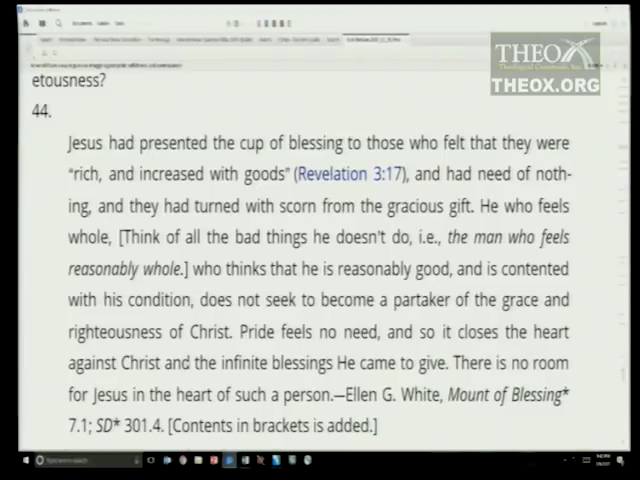 THEOX
THEOX.ORG
etousness?
44.
Jesus had presented the cup of blessing to those who felt that they were
“rich, and increased with goods” (Revelation 3:17), and had need of noth-
ing, and they had turned with scorn from the gracious gift. He who feels
whole, [Think of all the bad things he doesn't do, i.e., the man who feels
reasonably whole.] who thinks that he is reasonably good, and is contented
with his condition, does not seek to become a partaker of the grace and
righteousness of Christ. Pride feels no need, and so it closes the heart
against Christ and the infinite blessings He came to give. There is no room
for Jesus in the heart of such a person.—Ellen G. White, Mount of Blessing*
7.1; SD* 301.4. [Contents in brackets is added.]